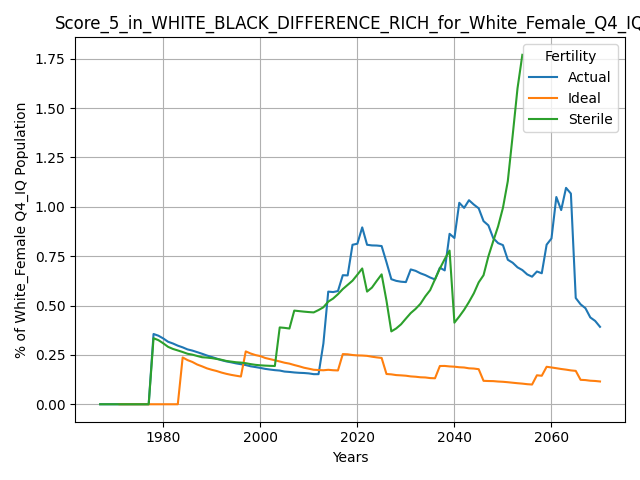 Score_5_in_WHITE_BLACK_DIFFERENCE_RICH_for_White_Female_Q4_IQ
Fertility
Actual
Ideal
Sterile
% of White_Female Q4_IQ Population
1.75
1.50
1.25
1.00
0.75
0.50
0.25
0.00
1980 2000 2020 2040 2060
Years